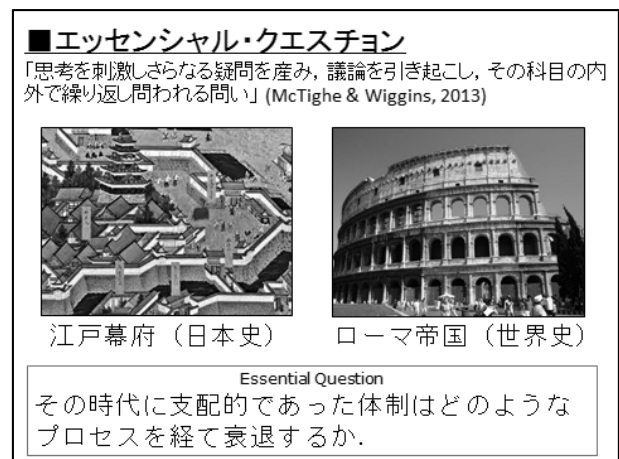 ■エッセンシャル・クエスチョン
「思考を刺激しさらなる疑問を産み，議論を引き起こし，その科目の内
外で繰り返し問われる問い」(McTighe & Wiggins, 2013)
江戸幕府（日本史）
ローマ帝国（世界史）
Essential Question
その時代に支配的であった体制はどのような
プロセスを経て衰退するか．